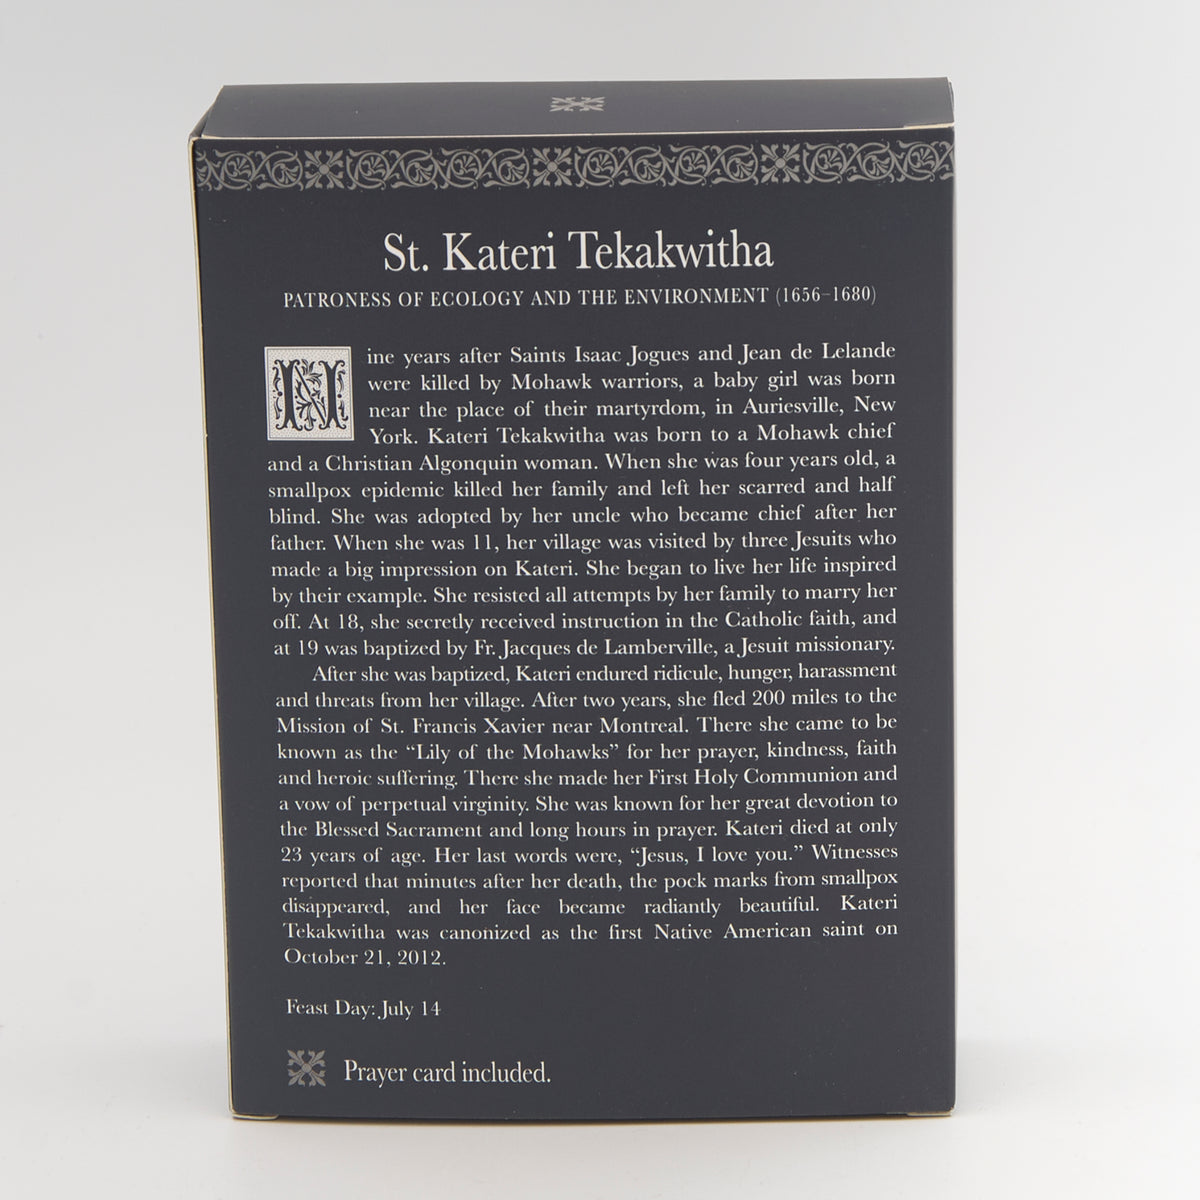 St. Kateri Tekakwitha
PATRONESS OF ECOLOGY AND THE ENVIRONMENT (1656–1680)
Nine years after Saints Isaac Jogues and Jean de Lelande
were killed by Mohawk warriors, a baby girl was born
near the place of their martyrdom, in Auriesville, New
York. Kateri Tekakwitha was born to a Mohawk chief
and a Christian Algonquin woman. When she was four years old, a
smallpox epidemic killed her family and left her scarred and half
blind. She was adopted by her uncle who became chief after her
father. When she was 11, her village was visited by three Jesuits who
made a big impression on Kateri. She began to live her life inspired
by their example. She resisted all attempts by her family to marry her
off. At 18, she secretly received instruction in the Catholic faith, and
at 19 was baptized by Fr. Jacques de Lamberville, a Jesuit missionary.
After she was baptized, Kateri endured ridicule, hunger, harassment
and threats from her village. After two years, she fled 200 miles to the
Mission of St. Francis Xavier near Montreal. There she came to be
known as the “Lily of the Mohawks” for her prayer, kindness, faith
and heroic suffering. There she made her First Holy Communion and
a vow of perpetual virginity. She was known for her great devotion to
the Blessed Sacrament and long hours in prayer. Kateri died at only
23 years of age. Her last words were, “Jesus, I love you.” Witnesses
reported that minutes after her death, the pock marks from smallpox
disappeared, and her face became radiantly beautiful. Kateri
Tekakwitha was canonized as the first Native American saint on
October 21, 2012.
Feast Day: July 14
Prayer card included.